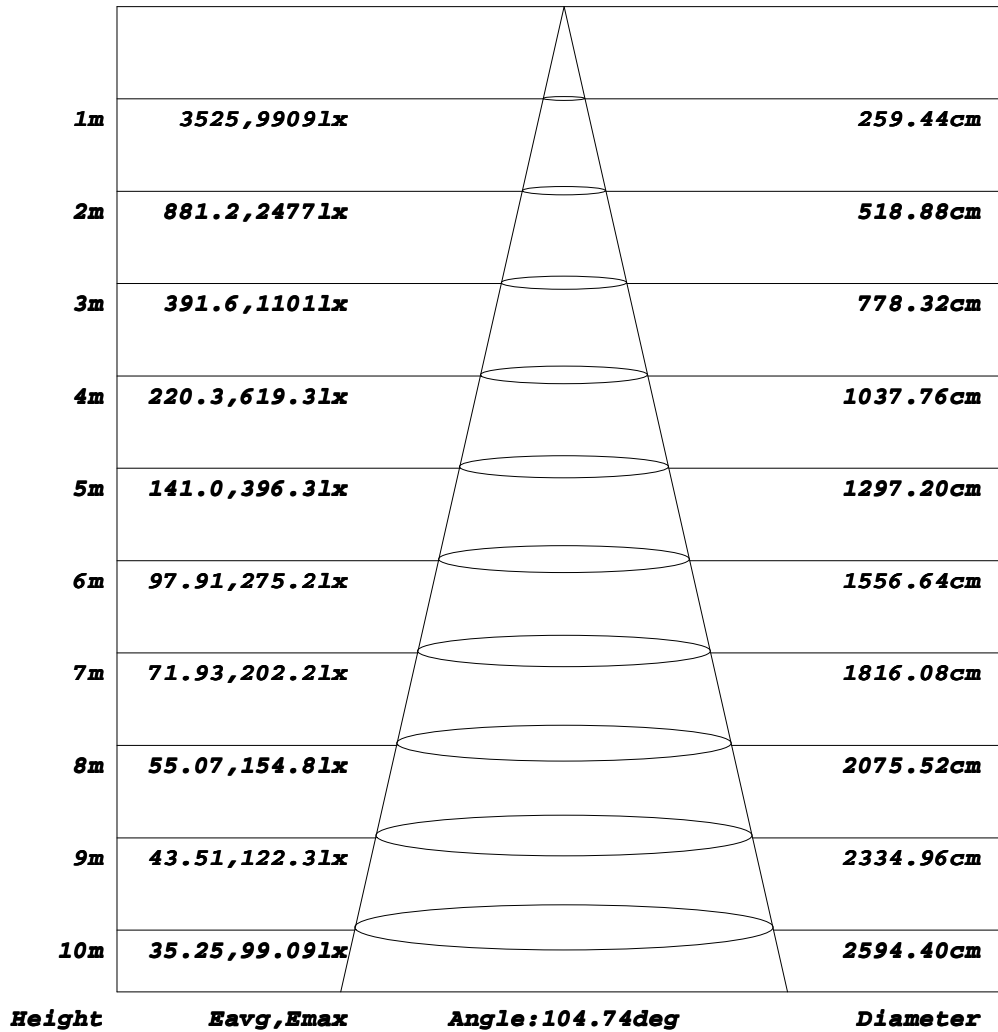 1m 3525,9909lx 259.44cm
2m 881.2,2477lx 518.88cm
3m 391.6,1101lx 778.32cm
4m 220.3,619.3lx 1037.76cm
5m 141.0,396.3lx 1297.20cm
6m 97.91,275.2lx 1556.64cm
7m 71.93,202.2lx 1816.08cm
8m 55.07,154.8lx 2075.52cm
9m 43.51,122.3lx 2334.96cm
10m 35.25,99.09lx 2594.40cm
Height Eavg,Emax Angle:104.74deg Diameter